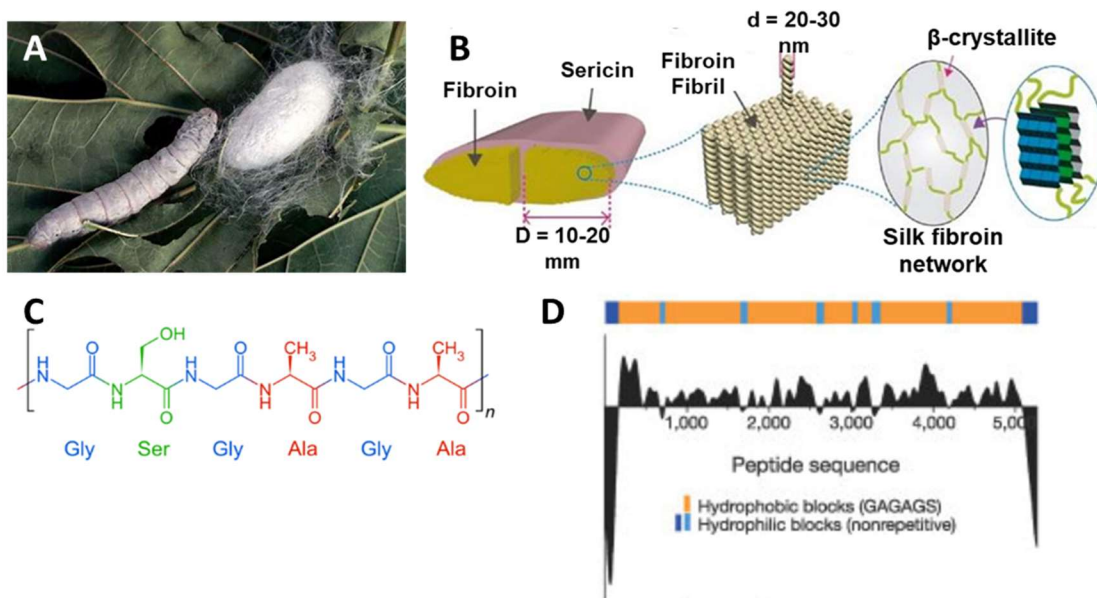 A
B
d = 20-30
nm
β-crystallite
Fibroin
Sericin
Fibroin
Fibril
D = 10-20
mm
Silk fibroin
network
C
OH
O
O
CH₃
O
CH₃
H
N
N
H
O
H
N
N
H
O
H
N
N
H
O
n
Gly
Ser
Gly
Ala
Gly
Ala
D
1,000
2,000
3,000
4,000
5,000
Peptide sequence
Hydrophobic blocks (GAGAGS)
Hydrophilic blocks (nonrepetitive)